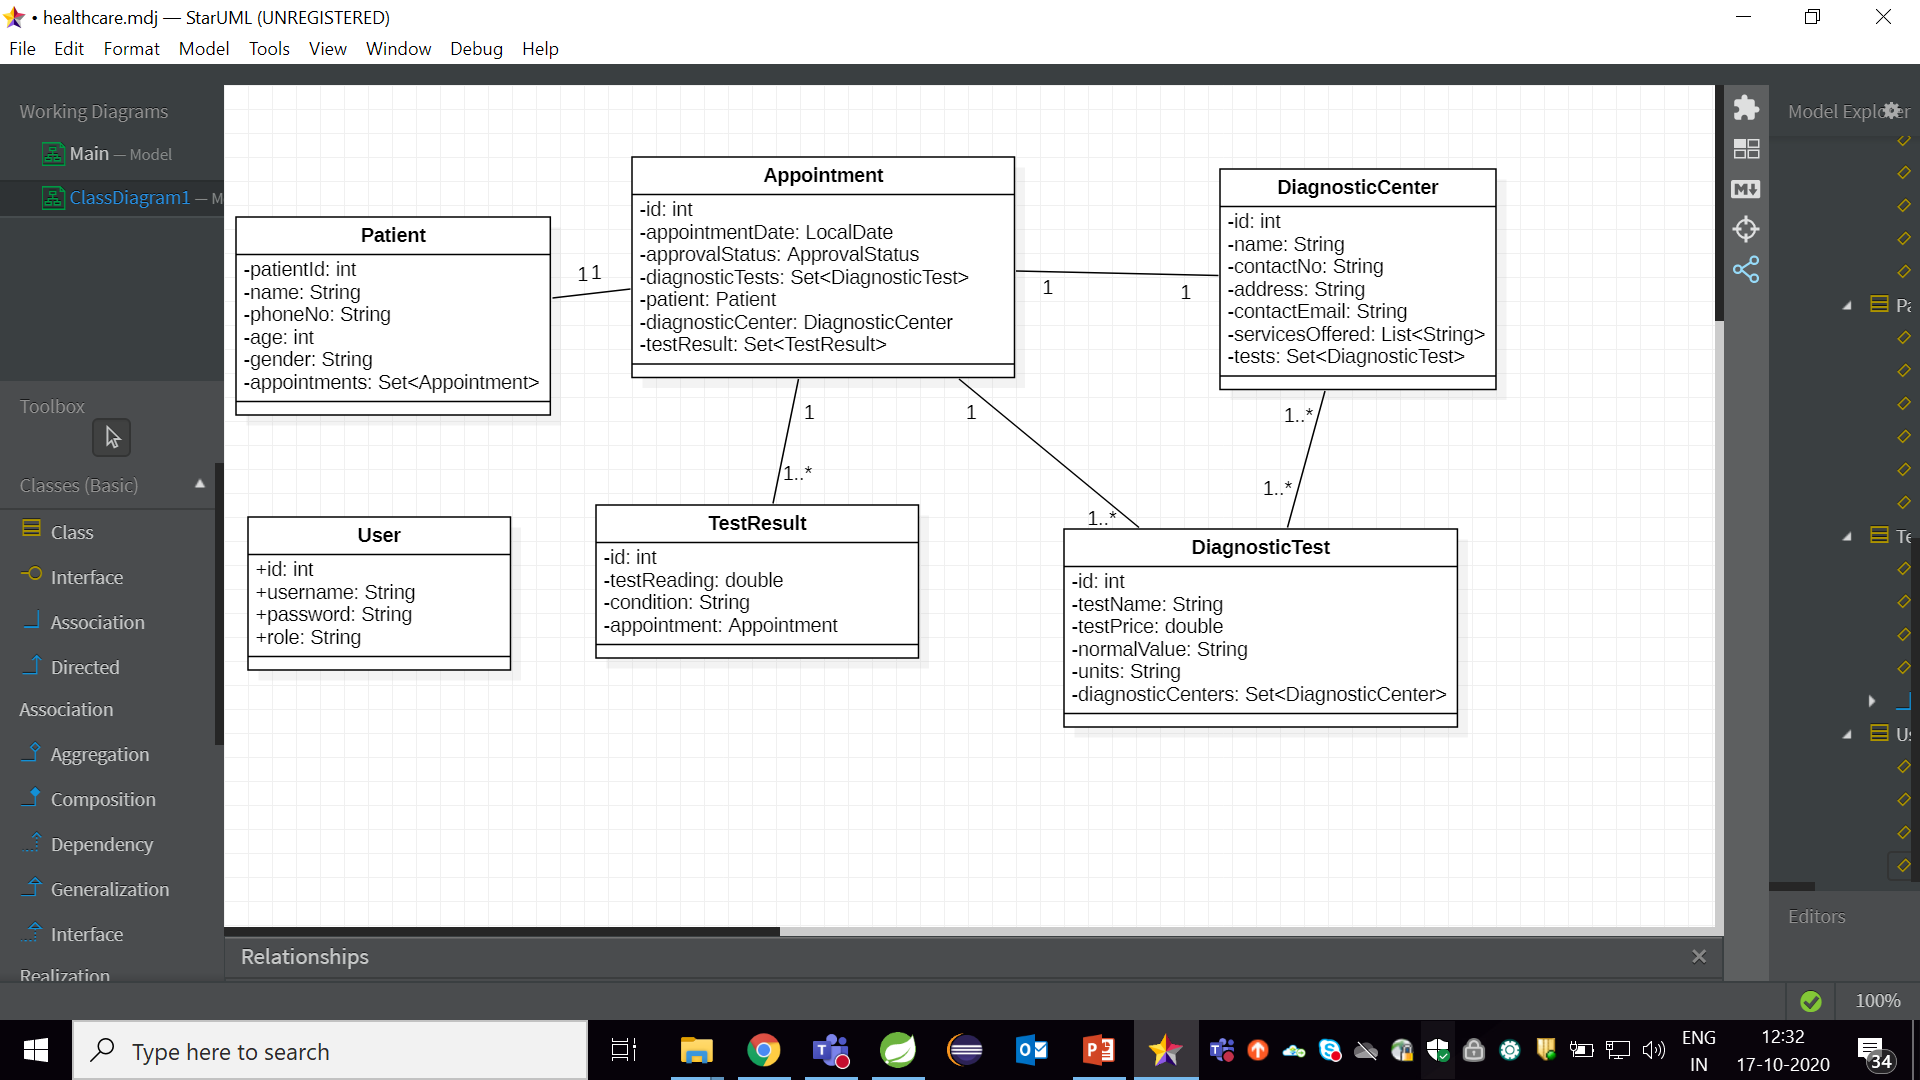 • healthcare.mdj — StarUML (UNREGISTERED)
File Edit Format Model Tools View Window Debug Help
Working Diagrams
Main — Model
ClassDiagram1 — M
Toolbox
Classes (Basic)
Class
Interface
Association
Directed
Association
Aggregation
Composition
Dependency
Generalization
Interface
Realization
Patient
-patientId: int
-name: String
-phoneNo: String
-age: int
-gender: String
-appointments: Set<Appointment>
1 1
Appointment
-id: int
-appointmentDate: LocalDate
-approvalStatus: ApprovalStatus
-diagnosticTests: Set<DiagnosticTest>
-patient: Patient
-diagnosticCenter: DiagnosticCenter
-testResult: Set<TestResult>
1
1
DiagnosticCenter
-id: int
-name: String
-contactNo: String
-address: String
-contactEmail: String
-servicesOffered: List<String>
-tests: Set<DiagnosticTest>
1
1..*
1
1..*
1..*
1..*
User
+id: int
+username: String
+password: String
+role: String
TestResult
-id: int
-testReading: double
-condition: String
-appointment: Appointment
DiagnosticTest
-id: int
-testName: String
-testPrice: double
-normalValue: String
-units: String
-diagnosticCenters: Set<DiagnosticCenter>
Relationships
Model Explorer
Pa
Te
Us
Editors
100%
Type here to search
ENG
IN
12:32
17-10-2020
34